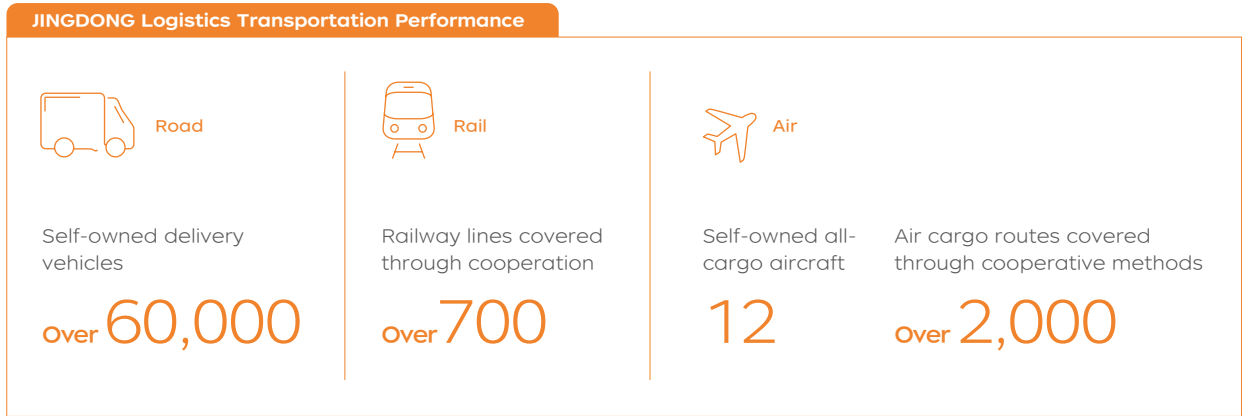 JINGDONG Logistics Transportation Performance
Road
Self-owned delivery
vehicles
Over 60,000
Rail
Railway lines covered
through cooperation
Over 700
Air
Self-owned all-
cargo aircraft
12
Air cargo routes covered
through cooperative methods
Over 2,000